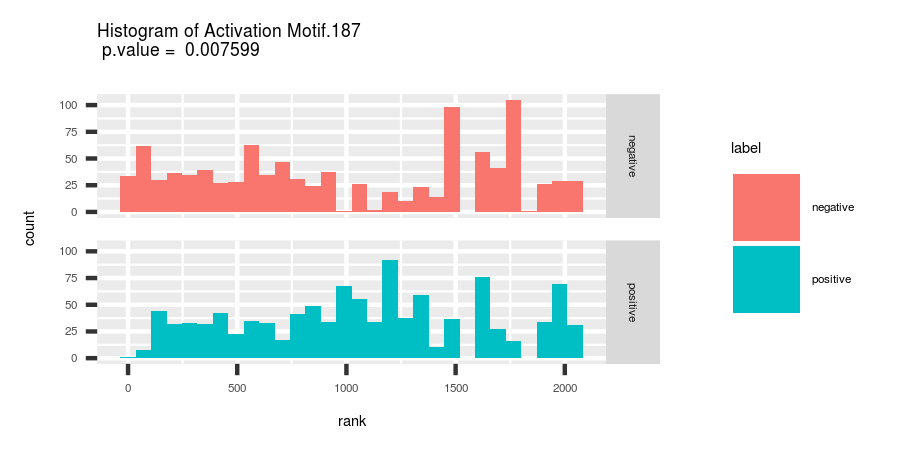 Histogram of Activation Motif.187
p.value = 0.007599
100
75
50
25
0
negative
100
75
50
25
0
positive
0 500 1000 1500 2000
rank
count
label
negative
positive